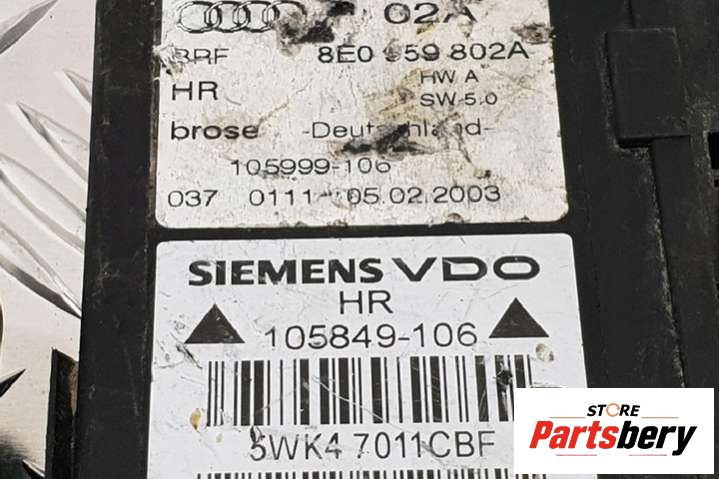 02A
8E0 959 802A
HR
HW A
SW 5.0
brose -Deutschland-
105999-106
037 0111 05.02.2003
SIEMENS VDO
HR
105849-106
5WK4 7011CBF
STORE
Partsbery